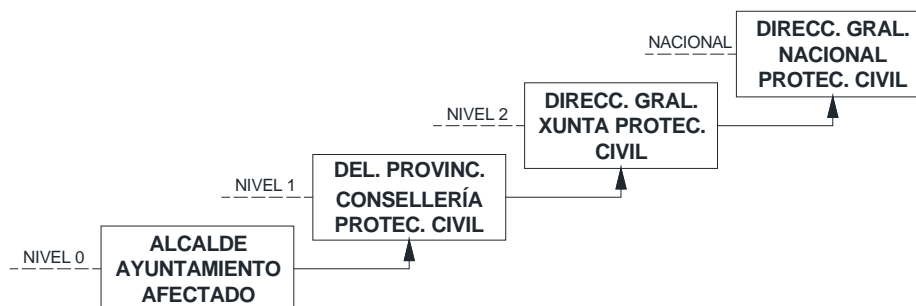 NACIONAL
DIRECC. GRAL.
NACIONAL
PROTEC. CIVIL
NIVEL 2
DIRECC. GRAL.
XUNTA PROTEC.
CIVIL
NIVEL 1
DEL. PROVINC.
CONSELLERÍA
PROTEC. CIVIL
NIVEL 0
ALCALDE
AYUNTAMIENTO
AFECTADO